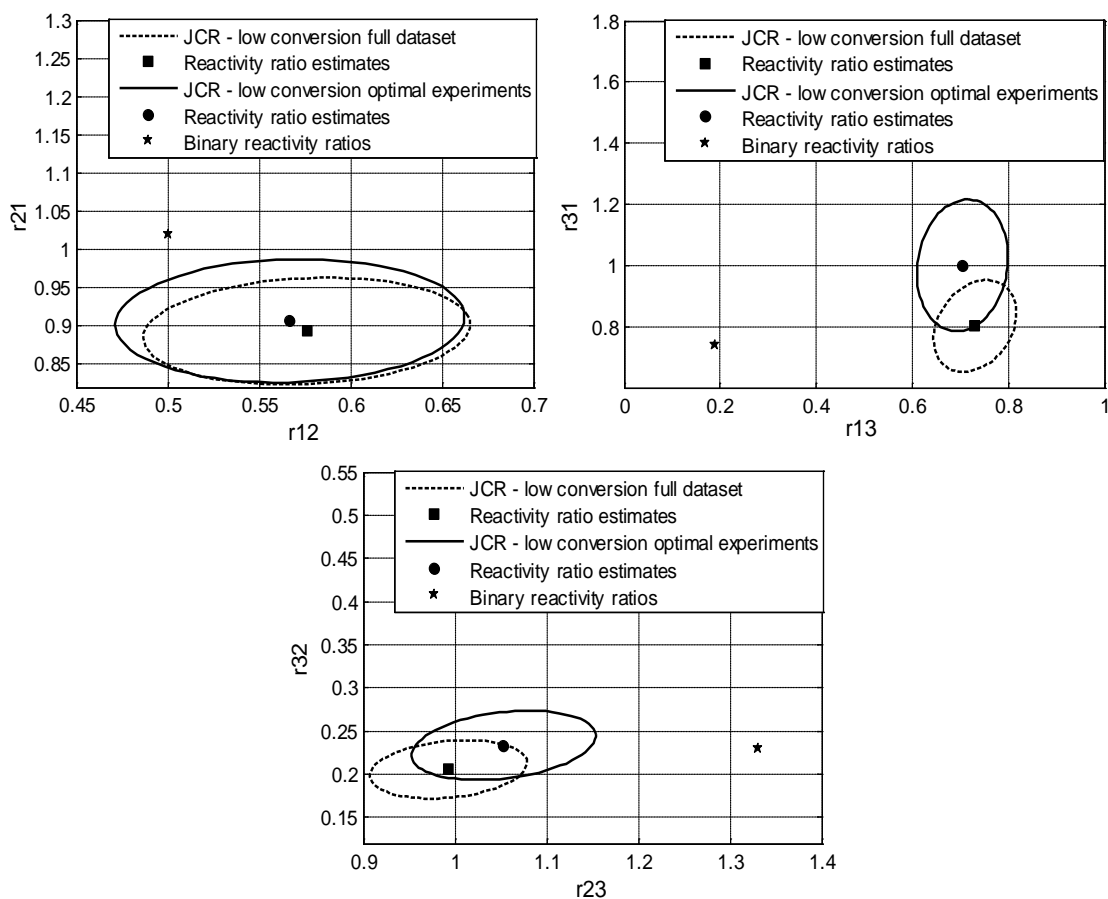 1.3
1.25
1.2
1.15
1.1
1.05
1
0.95
0.9
0.85
r21
JCR - low conversion full dataset
Reactivity ratio estimates
JCR - low conversion optimal experiments
Reactivity ratio estimates
Binary reactivity ratios
0.45 0.5 0.55 0.6 0.65 0.7
r12
1.8
1.6
1.4
1.2
1
0.8
r31
JCR - low conversion full dataset
Reactivity ratio estimates
JCR - low conversion optimal experiments
Reactivity ratio estimates
Binary reactivity ratios
0 0.2 0.4 0.6 0.8 1
r13
0.55
0.5
0.45
0.4
0.35
0.3
0.25
0.2
0.15
r32
JCR - low conversion full dataset
Reactivity ratio estimates
JCR - low conversion optimal experiments
Reactivity ratio estimates
Binary reactivity ratios
0.9 1 1.1 1.2 1.3 1.4
r23